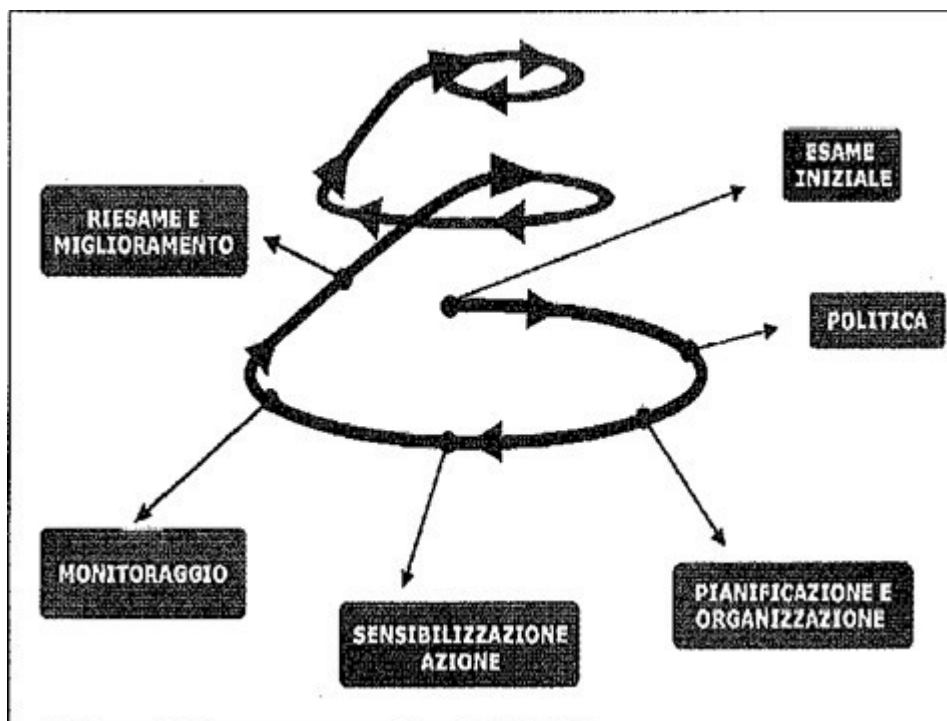 ESAME
INIZIALE
RIESAME E
MIGLIORAMENTO
POLITICA
MONITORAGGIO
SENSIBILIZZAZIONE
AZIONE
PIANIFICAZIONE E
ORGANIZZAZIONE